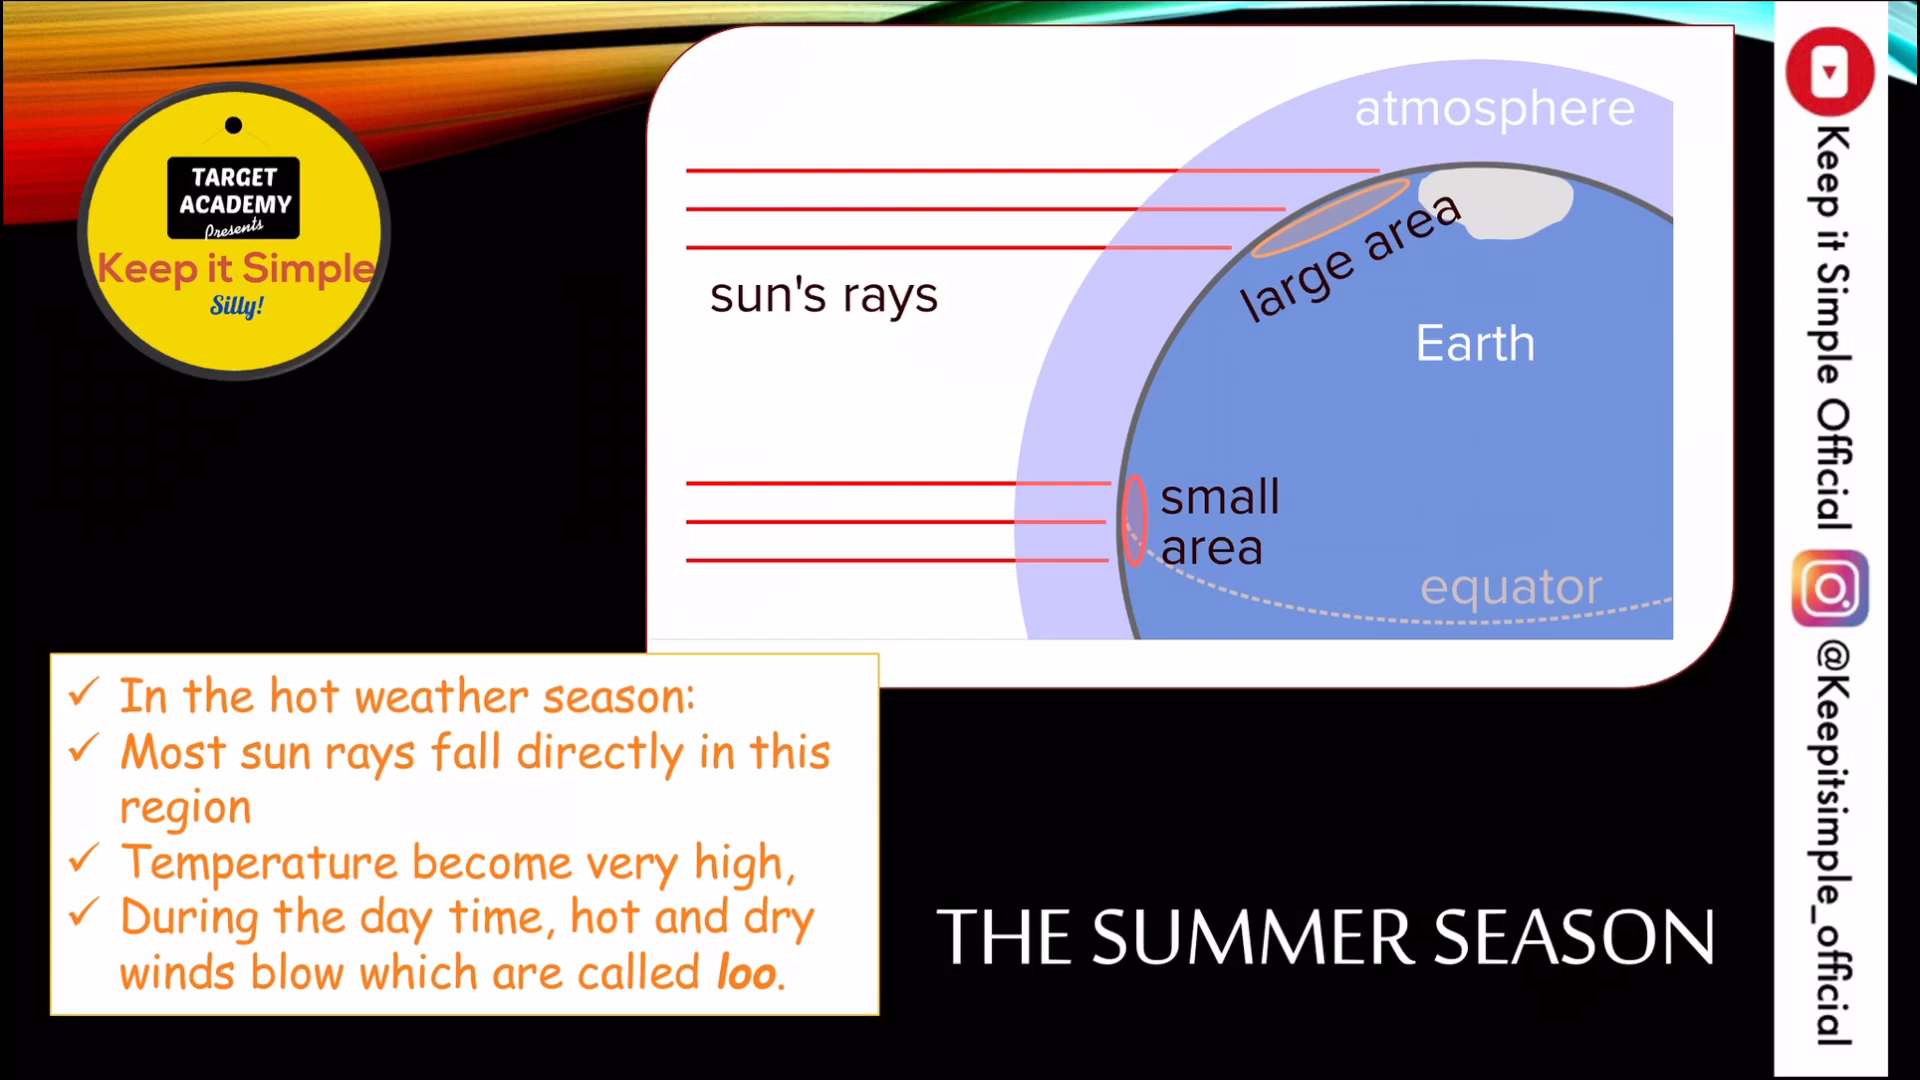 TARGET
ACADEMY
Presents
Keep it Simple
Silly!
atmosphere
sun's rays
large area
Earth
small
area
equator
✓ In the hot weather season:
✓ Most sun rays fall directly in this
region
✓ Temperature become very high,
✓ During the day time, hot and dry
winds blow which are called loo.
THE SUMMER SEASON
Keep it Simple Official
@Keepitsimple_official